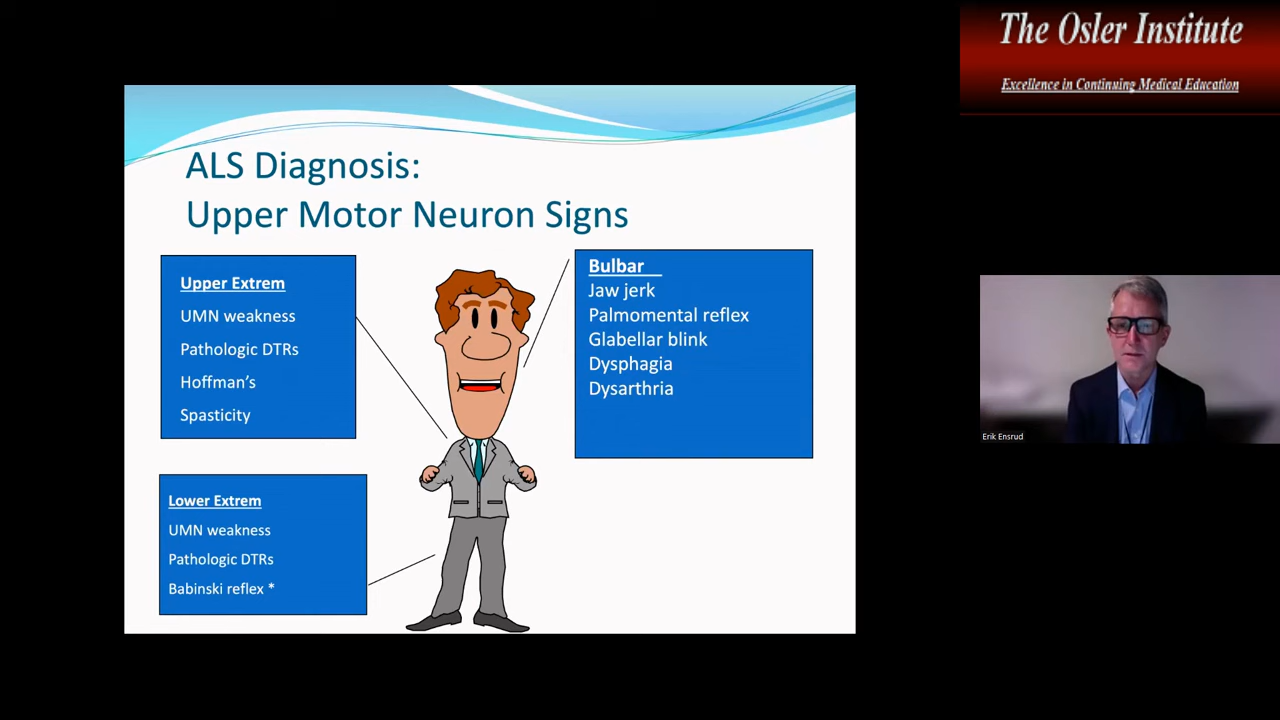 The Osler Institute
Excellence in Continuing Medical Education
ALS Diagnosis:
Upper Motor Neuron Signs
Upper Extrem
UMN weakness
Pathologic DTRs
Hoffman's
Spasticity
Bulbar
Jaw jerk
Palmomental reflex
Glabellar blink
Dysphagia
Dysarthria
Lower Extrem
UMN weakness
Pathologic DTRs
Babinski reflex *
Erik Ensrud